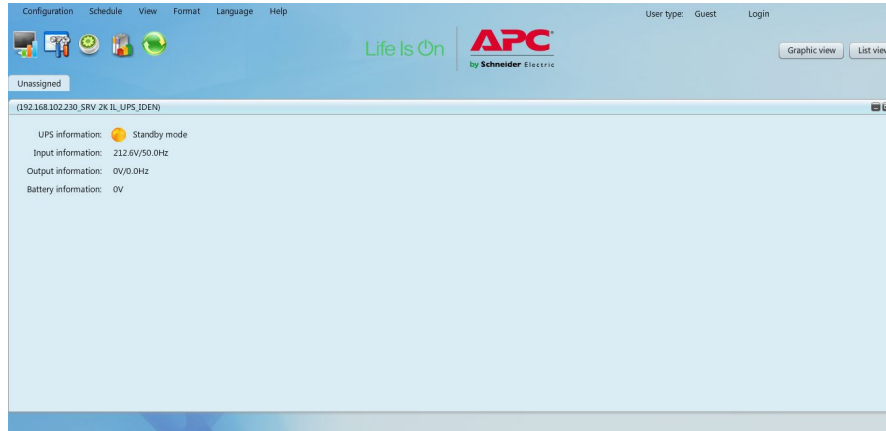 Configuration Schedule View Format Language Help
User type: Guest Login
Life Is On
APC
by Schneider Electric
Graphic view List view
Unassigned
(192.168.102.230_SRV 2K IL_UPS_IDEN)
UPS information: Standby mode
Input information: 212.6V/50.0Hz
Output information: 0V/0.0Hz
Battery information: 0V